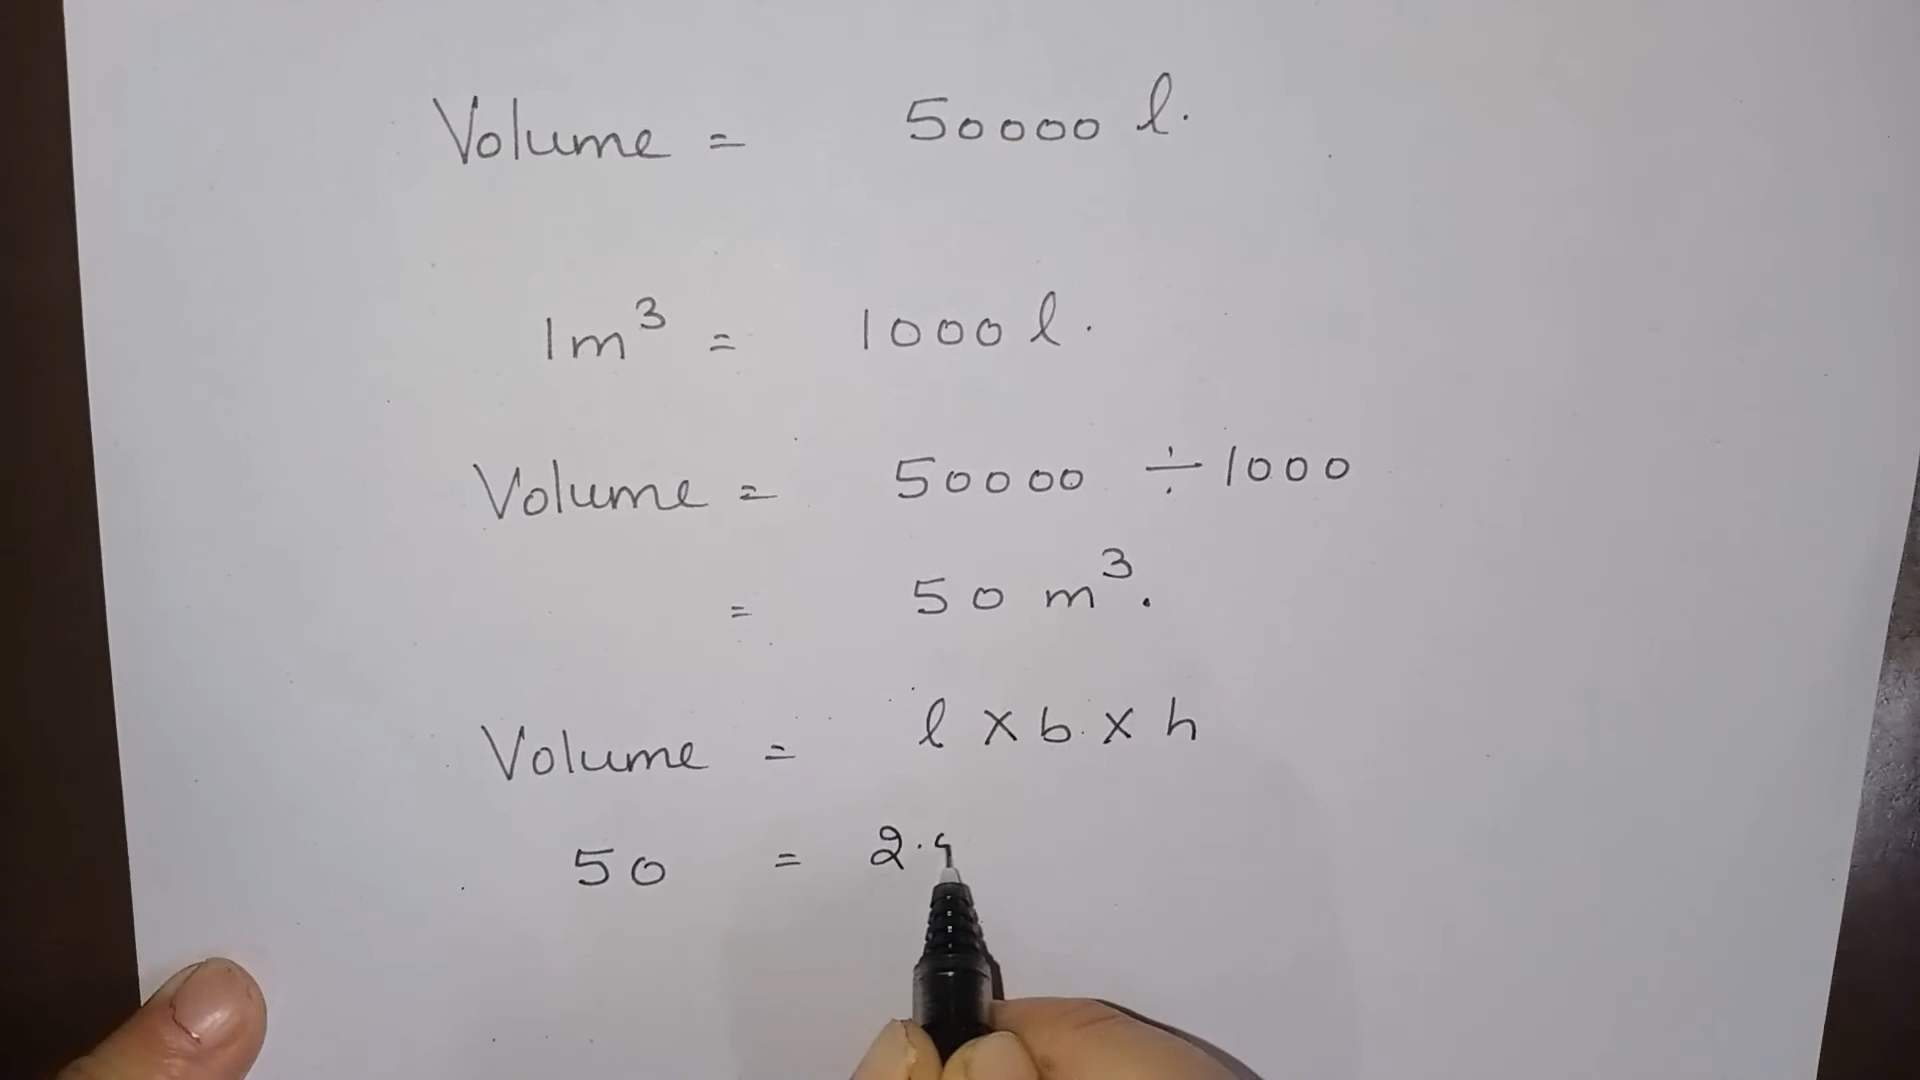 Volume = 50000 l.
1m³ = 1000 l.
Volume = 50000 ÷ 1000
= 50 m³.
Volume = l × b × h
50 = 2.